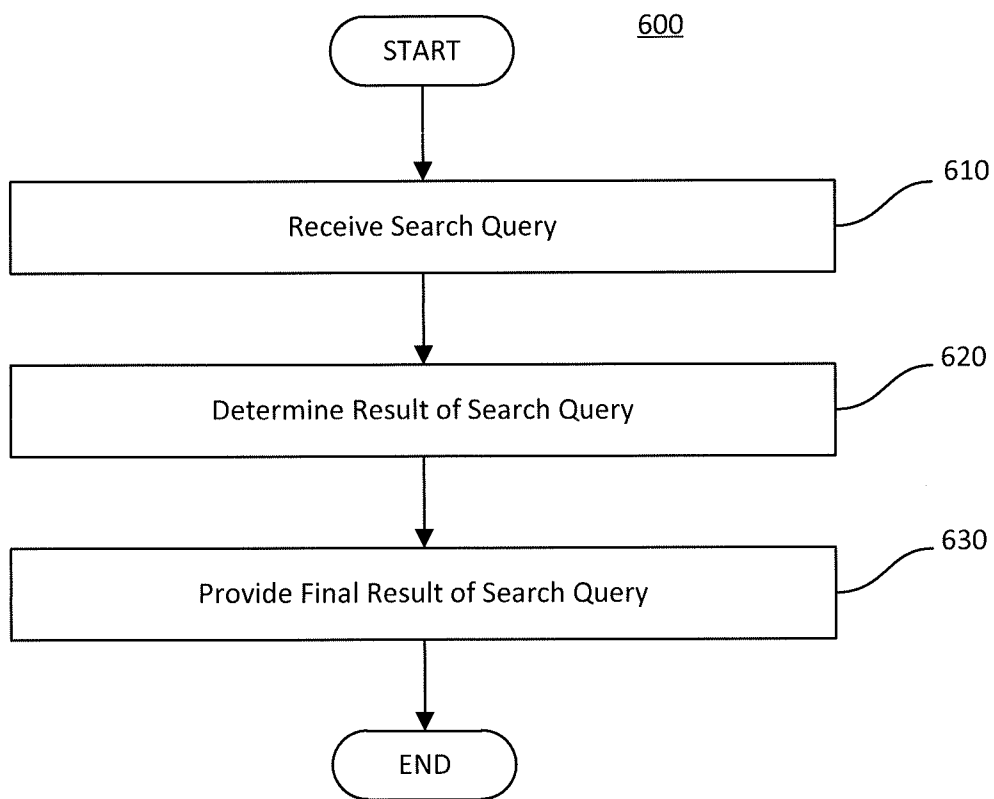 600
START
610
Receive Search Query
620
Determine Result of Search Query
630
Provide Final Result of Search Query
END